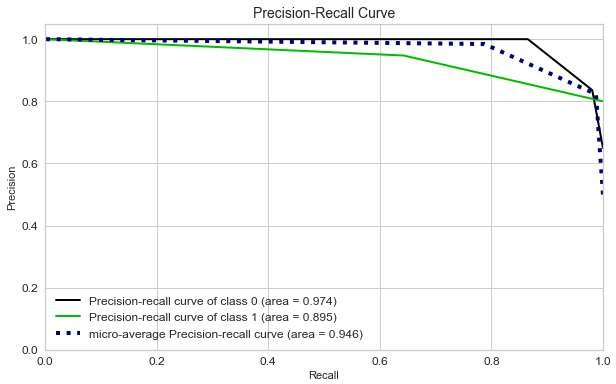 Precision-Recall Curve
1.0
0.8
0.6
0.4
0.2
0.0
Precision
Precision-recall curve of class 0 (area = 0.974)
Precision-recall curve of class 1 (area = 0.895)
micro-average Precision-recall curve (area = 0.946)
0.0 0.2 0.4 0.6 0.8 1.0
Recall